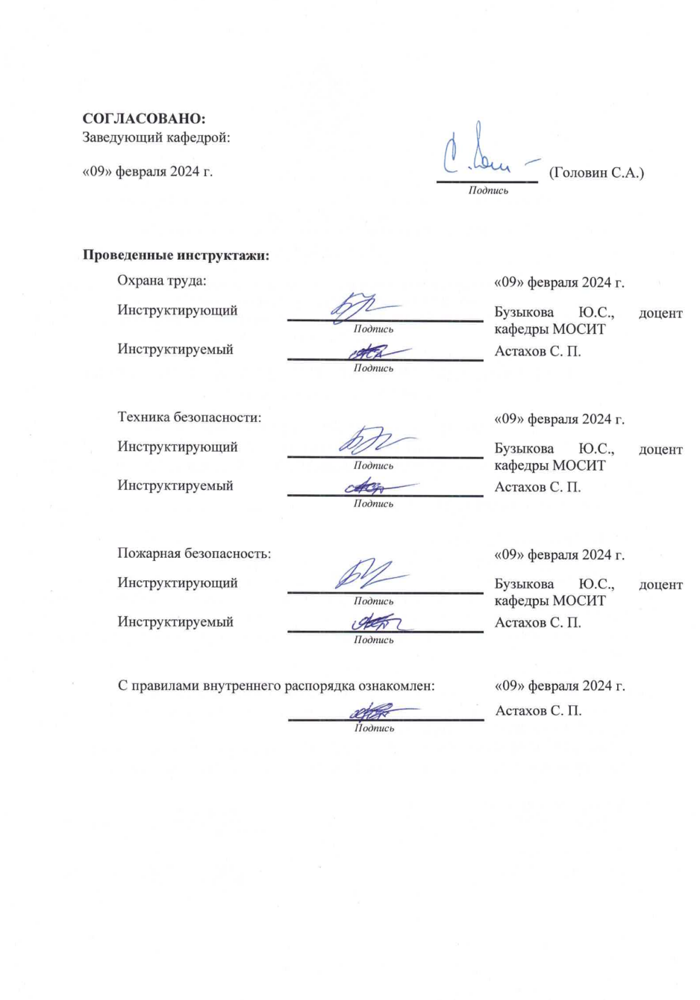 СОГЛАСОВАНО:
Заведующий кафедрой:
«09» февраля 2024 г.
(Головин С.А.)
Подпись
Проведенные инструктажи:
Охрана труда:
«09» февраля 2024 г.
Инструктирующий
Бузыкова Ю.С., доцент
кафедры МОСИТ
Подпись
Инструктируемый
Астахов С. П.
Подпись
Техника безопасности:
«09» февраля 2024 г.
Инструктирующий
Бузыкова Ю.С., доцент
кафедры МОСИТ
Подпись
Инструктируемый
Астахов С. П.
Подпись
Пожарная безопасность:
«09» февраля 2024 г.
Инструктирующий
Бузыкова Ю.С., доцент
кафедры МОСИТ
Подпись
Инструктируемый
Астахов С. П.
Подпись
С правилами внутреннего распорядка ознакомлен:
«09» февраля 2024 г.
Астахов С. П.
Подпись